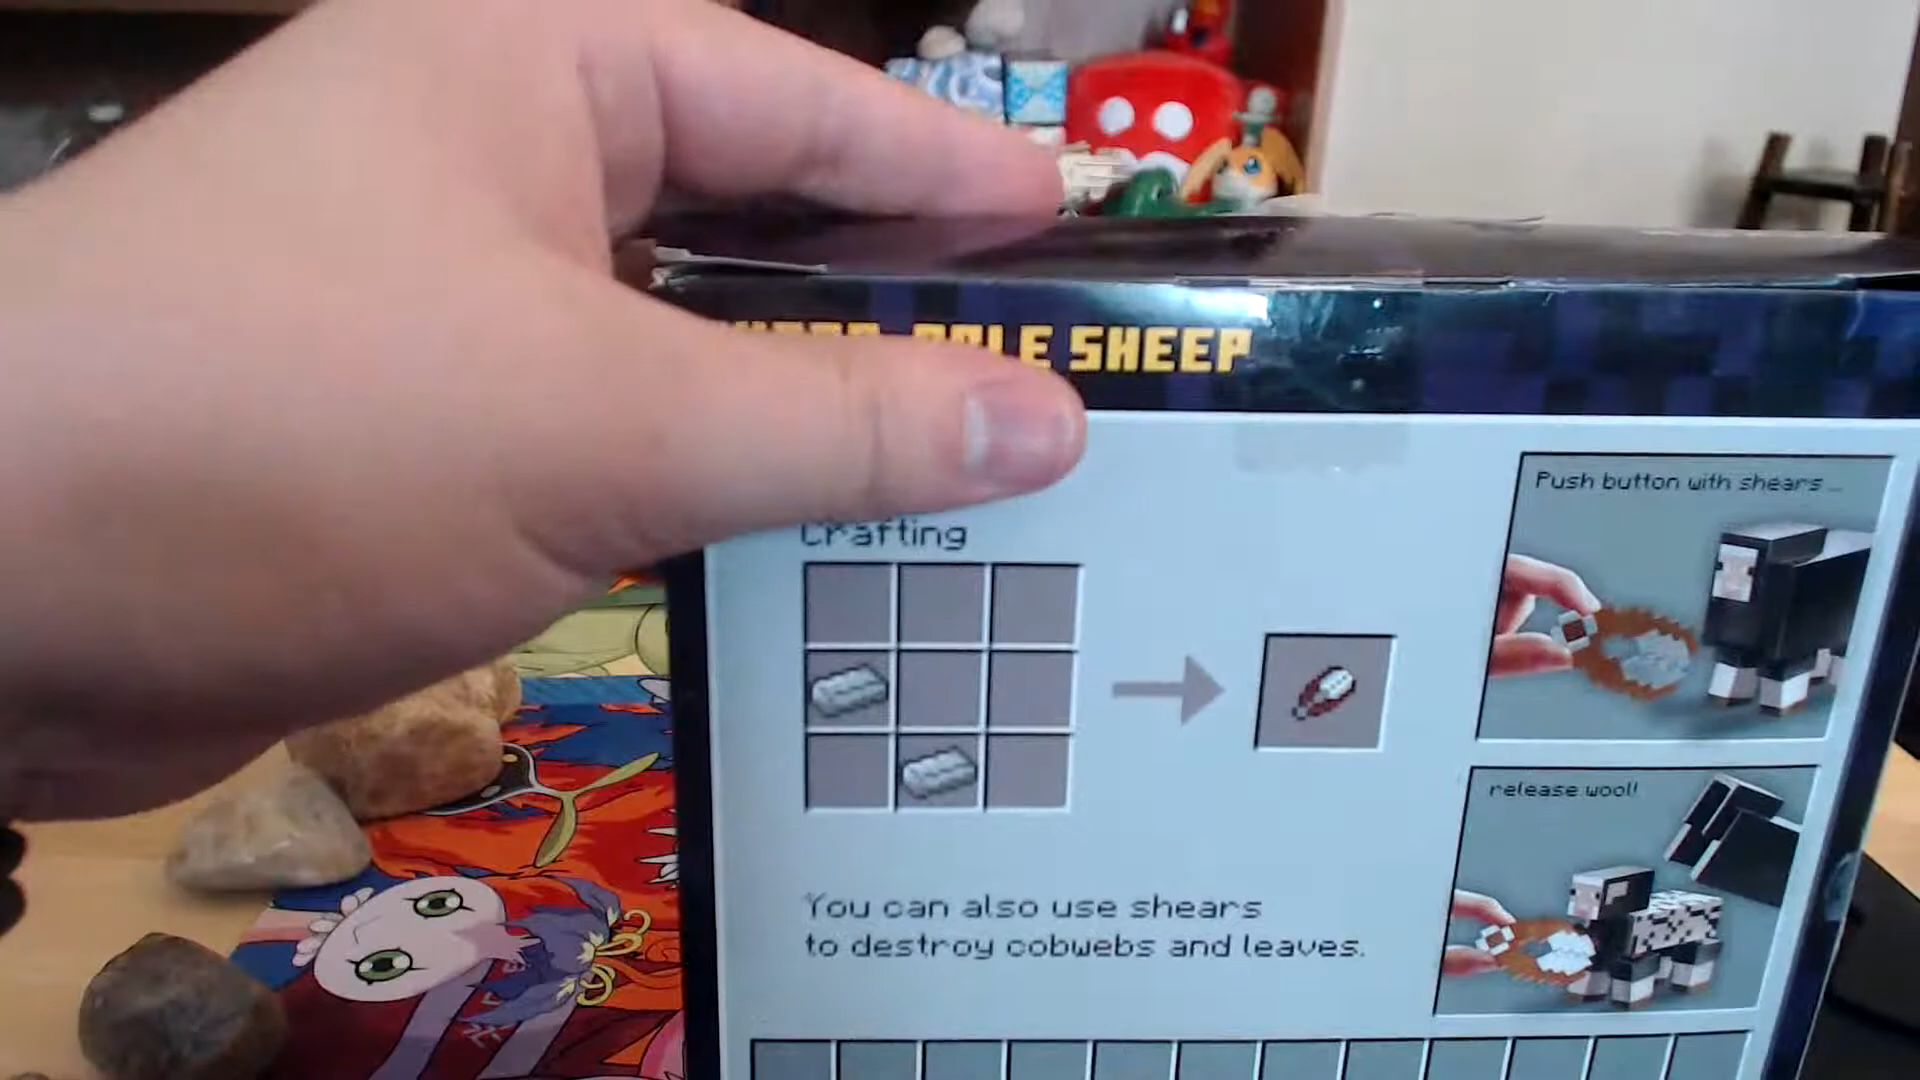 SHEEP
Crafting
Push button with shears...
release wool!
You can also use shears
to destroy cobwebs and leaves.